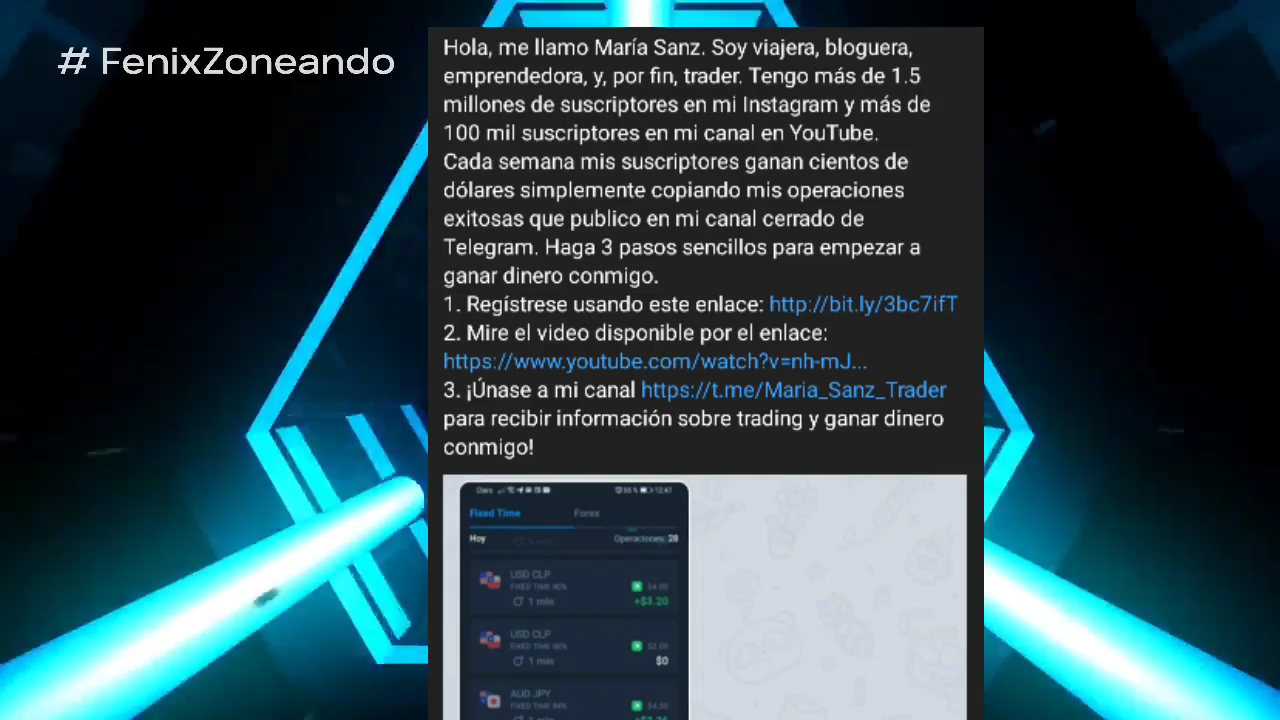 # FenixZoneando
Hola, me llamo María Sanz. Soy viajera, bloguera,
emprendedora, y, por fin, trader. Tengo más de 1.5
millones de suscriptores en mi Instagram y más de
100 mil suscriptores en mi canal en YouTube.
Cada semana mis suscriptores ganan cientos de
dólares simplemente copiando mis operaciones
exitosas que publico en mi canal cerrado de
Telegram. Haga 3 pasos sencillos para empezar a
ganar dinero conmigo.
1. Regístrese usando este enlace: http://bit.ly/3bc7ifT
2. Mire el video disponible por el enlace:
https://www.youtube.com/watch?v=nh-mJ...
3. ¡Únase a mi canal https://t.me/Maria_Sanz_Trader
para recibir información sobre trading y ganar dinero
conmigo!
Fixed Time Forex
Hoy Operaciones: 28
USD CLP
FIXED TIME
1 min +$3.20
USD CLP
FIXED TIME
1 min $0
AUD JPY
FIXED TIME